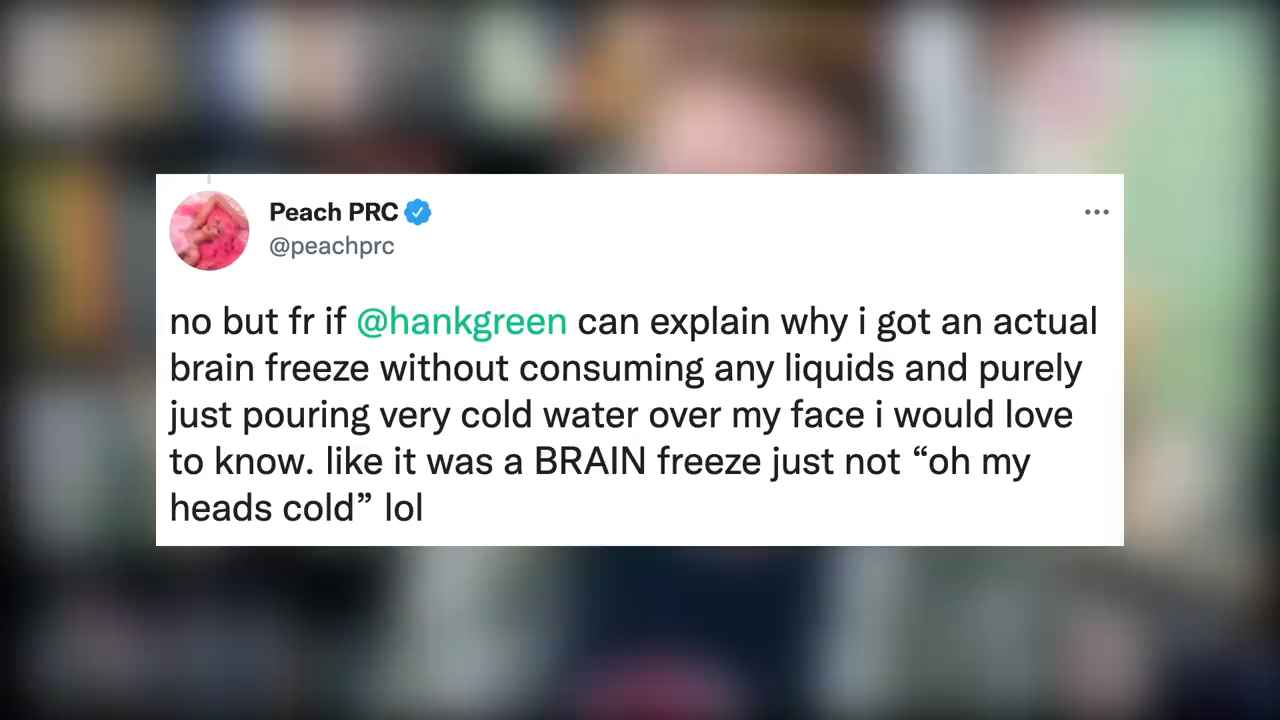 Peach PRC
@peachprc
no but fr if @hankgreen can explain why i got an actual
brain freeze without consuming any liquids and purely
just pouring very cold water over my face i would love
to know. like it was a BRAIN freeze just not “oh my
heads cold” lol